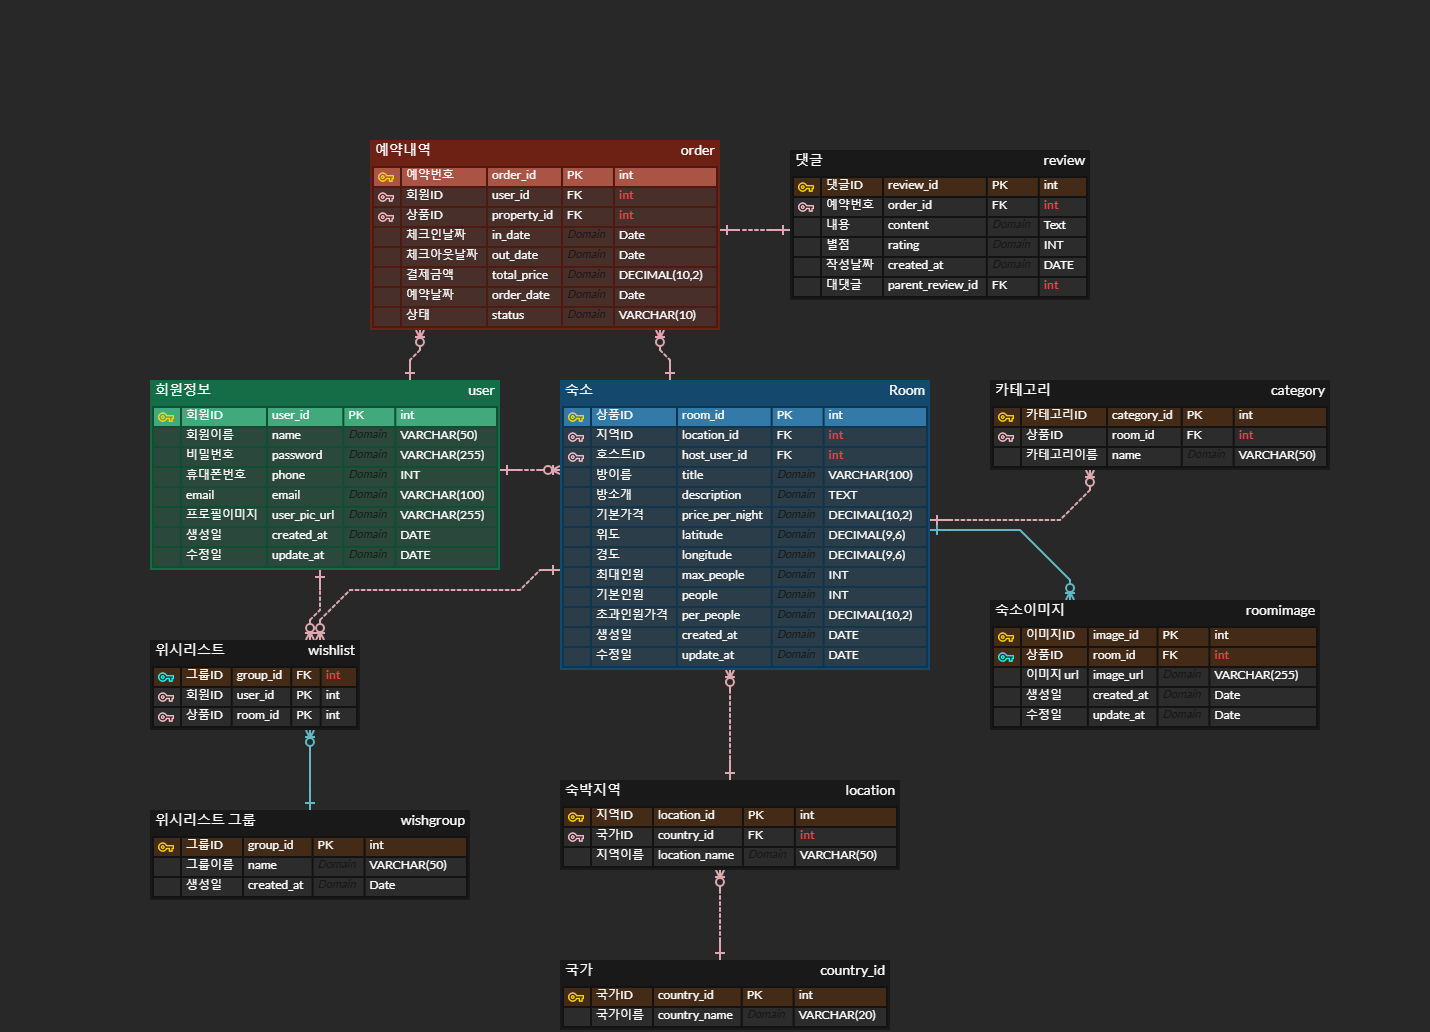 예약내역 order
예약번호 order_id PK int
회원ID user_id FK int
상품ID property_id FK int
체크인날짜 in_date Domain Date
체크아웃날짜 out_date Domain Date
결제금액 total_price Domain DECIMAL(10,2)
예약날짜 order_date Domain Date
상태 status Domain VARCHAR(10)
댓글 review
댓글ID review_id PK int
예약번호 order_id FK int
내용 content Domain Text
별점 rating Domain INT
작성날짜 created_at Domain DATE
대댓글 parent_review_id FK int
회원정보 user
회원ID user_id PK int
회원이름 name Domain VARCHAR(50)
비밀번호 password Domain VARCHAR(255)
휴대폰번호 phone Domain INT
email email Domain VARCHAR(100)
프로필이미지 user_pic_url Domain VARCHAR(255)
생성일 created_at Domain DATE
수정일 update_at Domain DATE
숙소 Room
상품ID room_id PK int
지역ID location_id FK int
호스트ID host_user_id FK int
방이름 title Domain VARCHAR(100)
방소개 description Domain TEXT
기본가격 price_per_night Domain DECIMAL(10,2)
위도 latitude Domain DECIMAL(9,6)
경도 longitude Domain DECIMAL(9,6)
최대인원 max_people Domain INT
기본인원 people Domain INT
초과인원가격 per_people Domain DECIMAL(10,2)
생성일 created_at Domain DATE
수정일 update_at Domain DATE
카테고리 category
카테고리ID category_id PK int
상품ID room_id FK int
카테고리이름 name Domain VARCHAR(50)
숙소이미지 roomimage
이미지ID image_id PK int
상품ID room_id FK int
이미지 url image_url Domain VARCHAR(255)
생성일 created_at Domain Date
수정일 update_at Domain Date
위시리스트 wishlist
그룹ID group_id FK int
회원ID user_id PK int
상품ID room_id PK int
위시리스트 그룹 wishgroup
그룹ID group_id PK int
그룹이름 name Domain VARCHAR(50)
생성일 created_at Domain Date
숙박지역 location
지역ID location_id PK int
국가ID country_id FK int
지역이름 location_name Domain VARCHAR(50)
국가 country_id
국가ID country_id PK int
국가이름 country_name Domain VARCHAR(20)